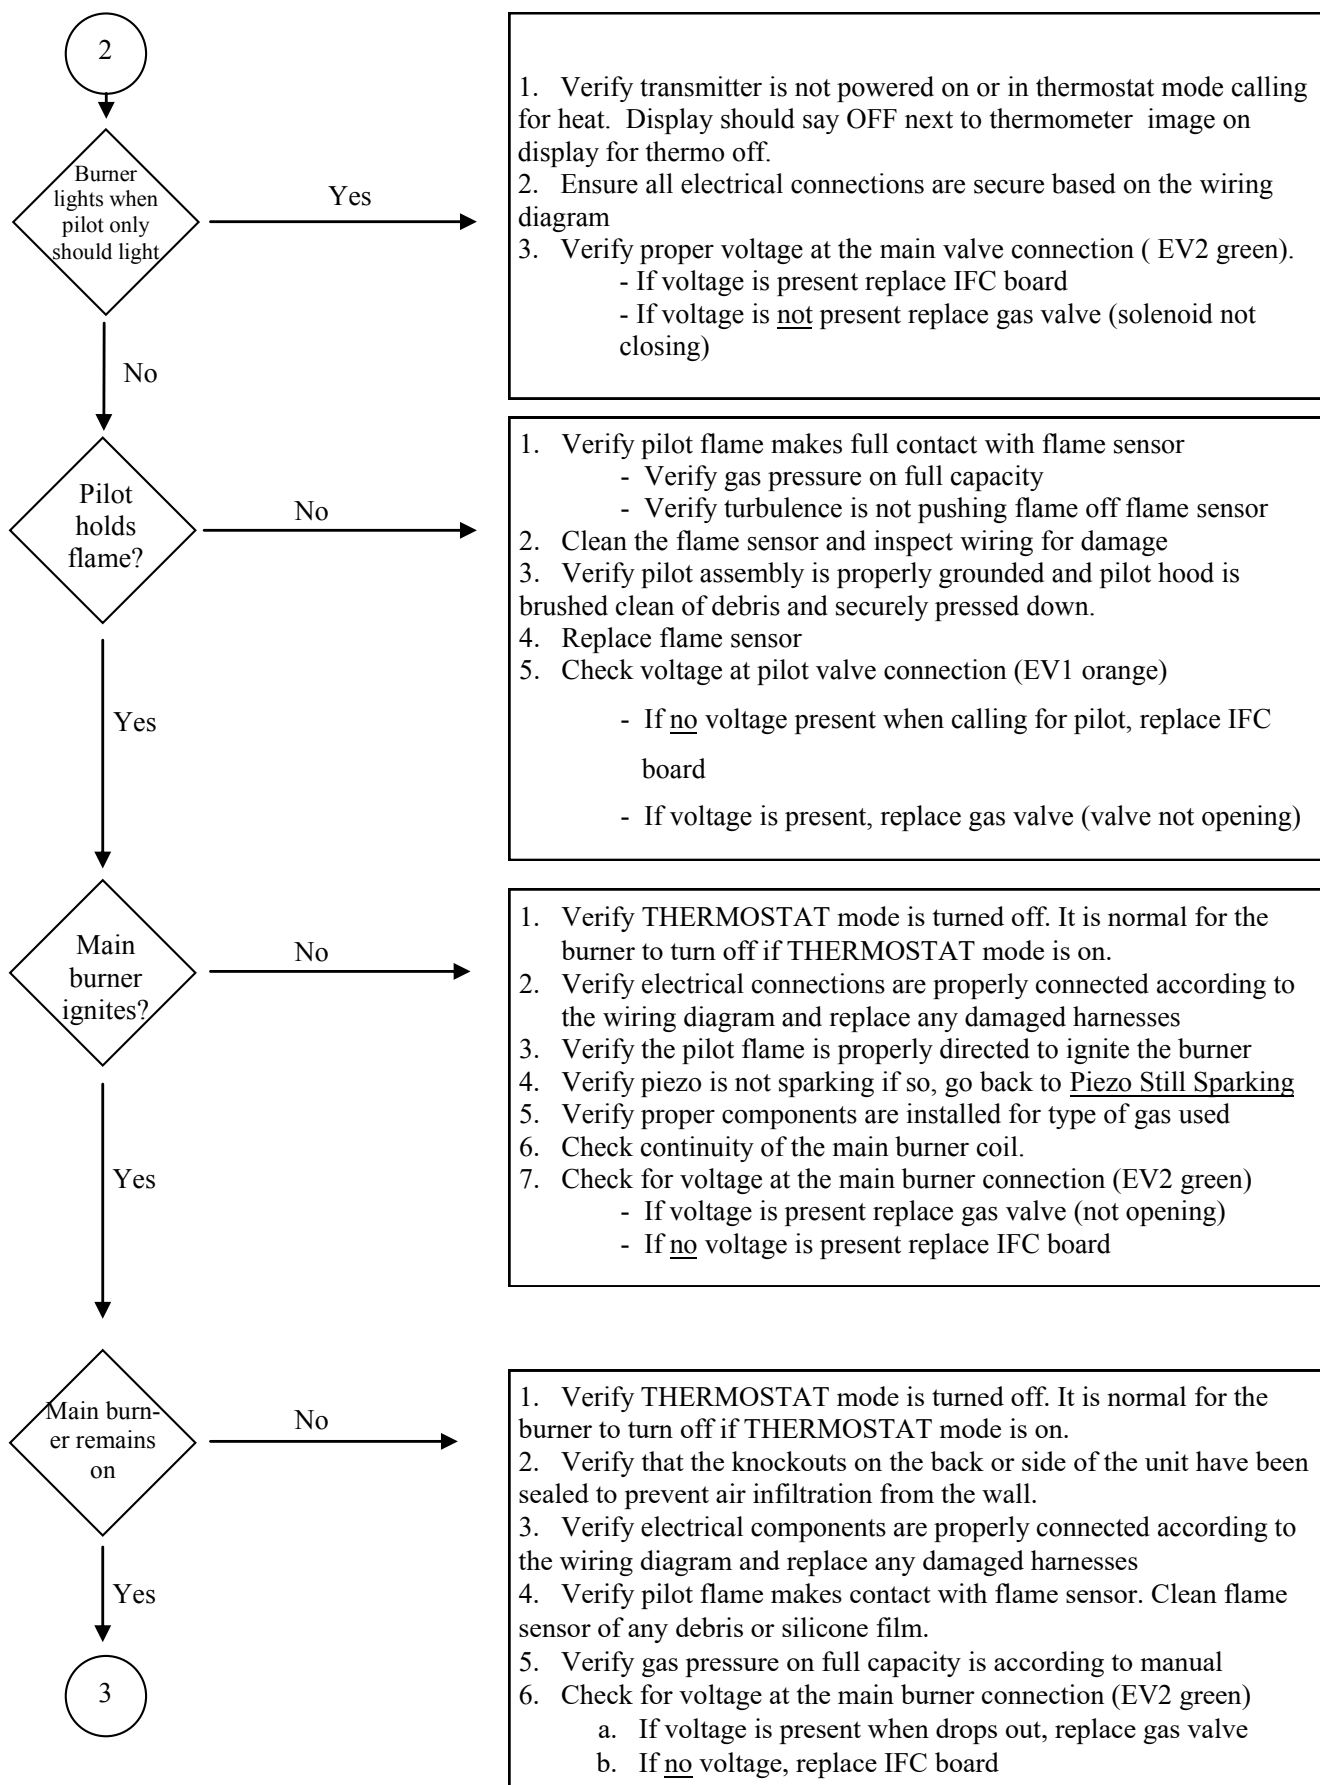 2
Burner
lights when
pilot only
should light
Yes
No
1. Verify transmitter is not powered on or in thermostat mode calling
for heat. Display should say OFF next to thermometer image on
display for thermo off.
2. Ensure all electrical connections are secure based on the wiring
diagram
3. Verify proper voltage at the main valve connection ( EV2 green).
- If voltage is present replace IFC board
- If voltage is not present replace gas valve (solenoid not
closing)
Pilot
holds
flame?
No
Yes
1. Verify pilot flame makes full contact with flame sensor
- Verify gas pressure on full capacity
- Verify turbulence is not pushing flame off flame sensor
2. Clean the flame sensor and inspect wiring for damage
3. Verify pilot assembly is properly grounded and pilot hood is
brushed clean of debris and securely pressed down.
4. Replace flame sensor
5. Check voltage at pilot valve connection (EV1 orange)
- If no voltage present when calling for pilot, replace IFC
board
- If voltage is present, replace gas valve (valve not opening)
Main
burner
ignites?
No
Yes
1. Verify THERMOSTAT mode is turned off. It is normal for the
burner to turn off if THERMOSTAT mode is on.
2. Verify electrical connections are properly connected according to
the wiring diagram and replace any damaged harnesses
3. Verify the pilot flame is properly directed to ignite the burner
4. Verify piezo is not sparking if so, go back to Piezo Still Sparking
5. Verify proper components are installed for type of gas used
6. Check continuity of the main burner coil.
7. Check for voltage at the main burner connection (EV2 green)
- If voltage is present replace gas valve (not opening)
- If no voltage is present replace IFC board
Main burn-
er remains
on
No
Yes
1. Verify THERMOSTAT mode is turned off. It is normal for the
burner to turn off if THERMOSTAT mode is on.
2. Verify that the knockouts on the back or side of the unit have been
sealed to prevent air infiltration from the wall.
3. Verify electrical components are properly connected according to
the wiring diagram and replace any damaged harnesses
4. Verify pilot flame makes contact with flame sensor. Clean flame
sensor of any debris or silicone film.
5. Verify gas pressure on full capacity is according to manual
6. Check for voltage at the main burner connection (EV2 green)
a. If voltage is present when drops out, replace gas valve
b. If no voltage, replace IFC board
3